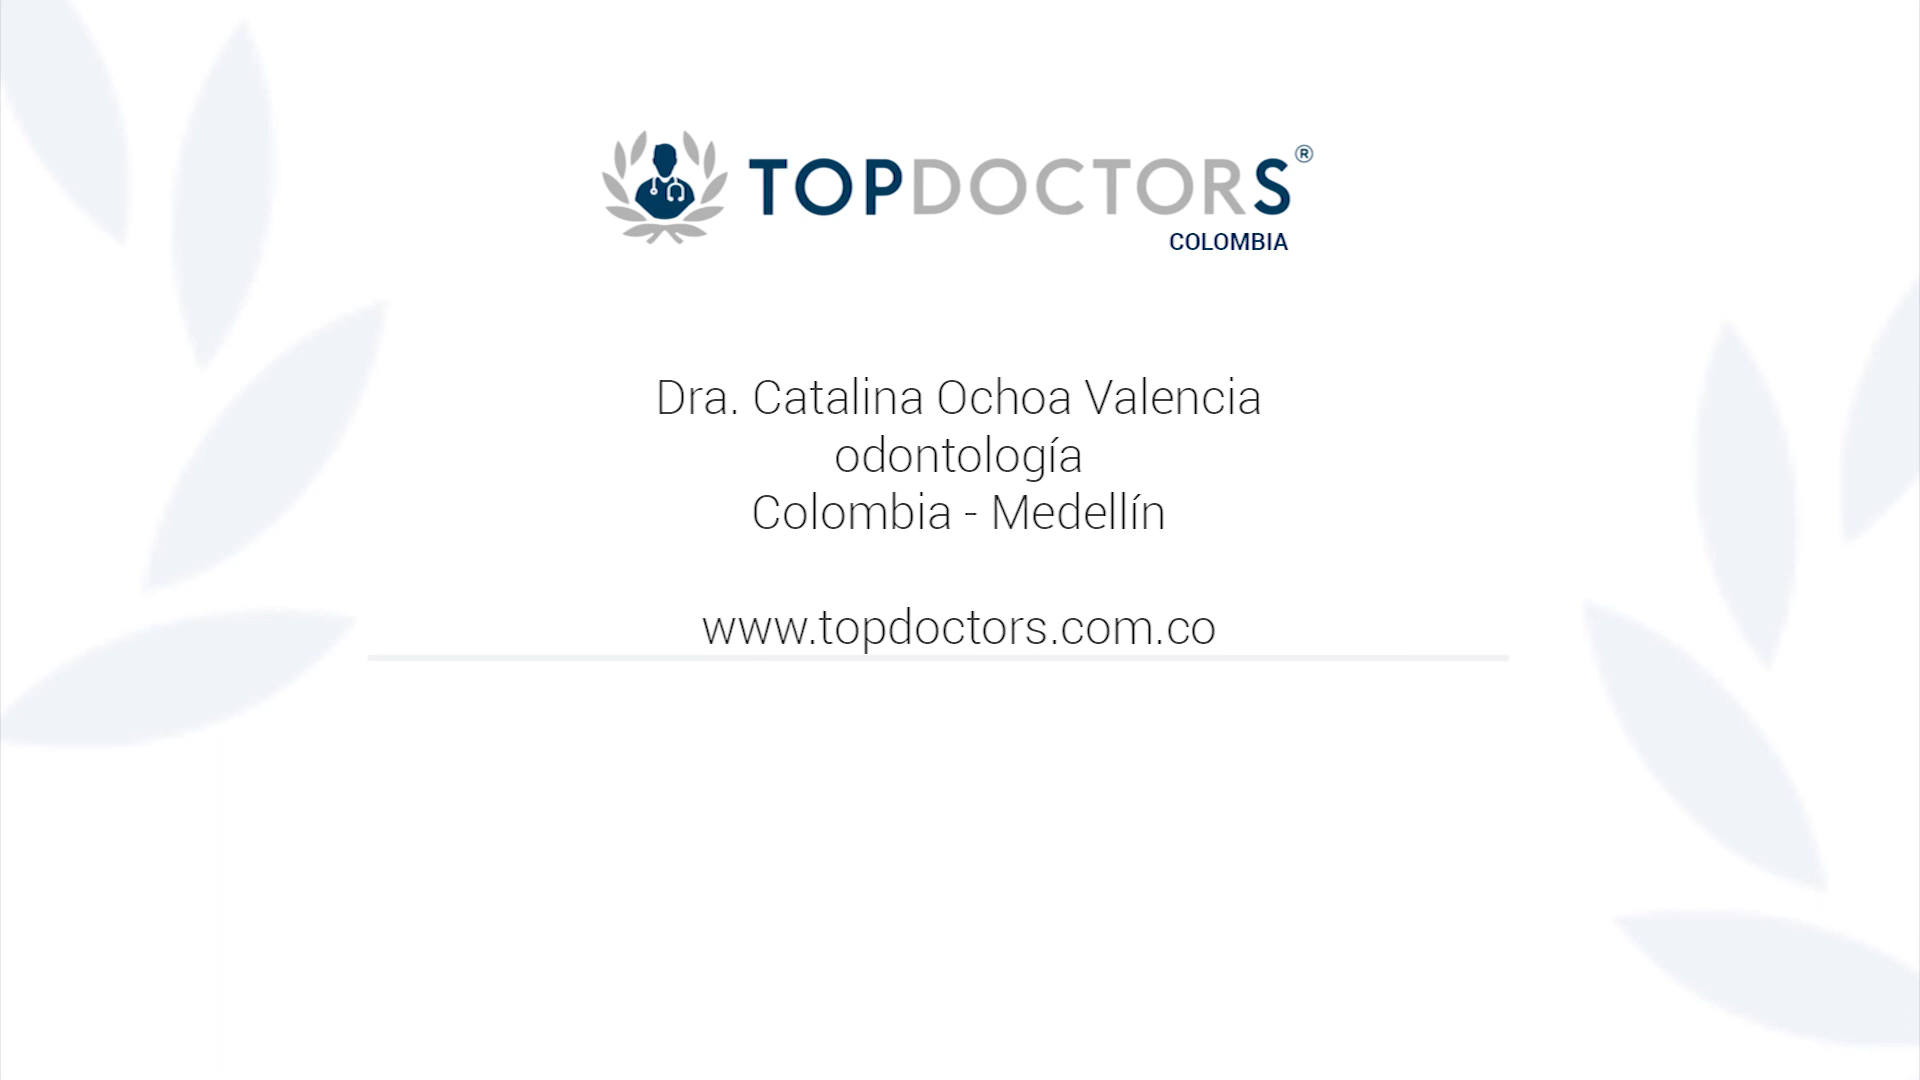 TOPDOCTORS®
COLOMBIA
Dra. Catalina Ochoa Valencia
odontología
Colombia - Medellín
www.topdoctors.com.co